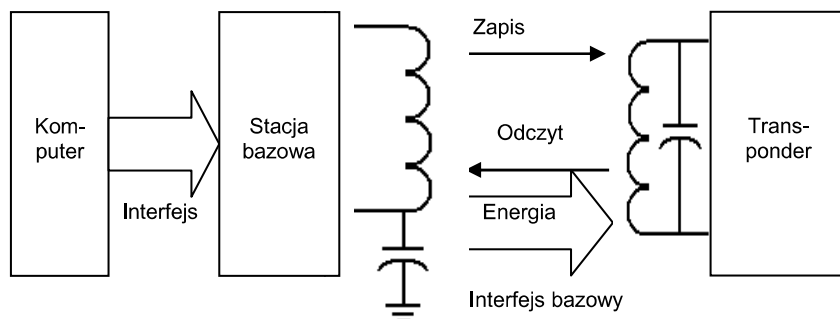 Kom-
puter
Interfejs
Stacja
bazowa
Zapis
Odczyt
Energia
Interfejs bazowy
Trans-
ponder